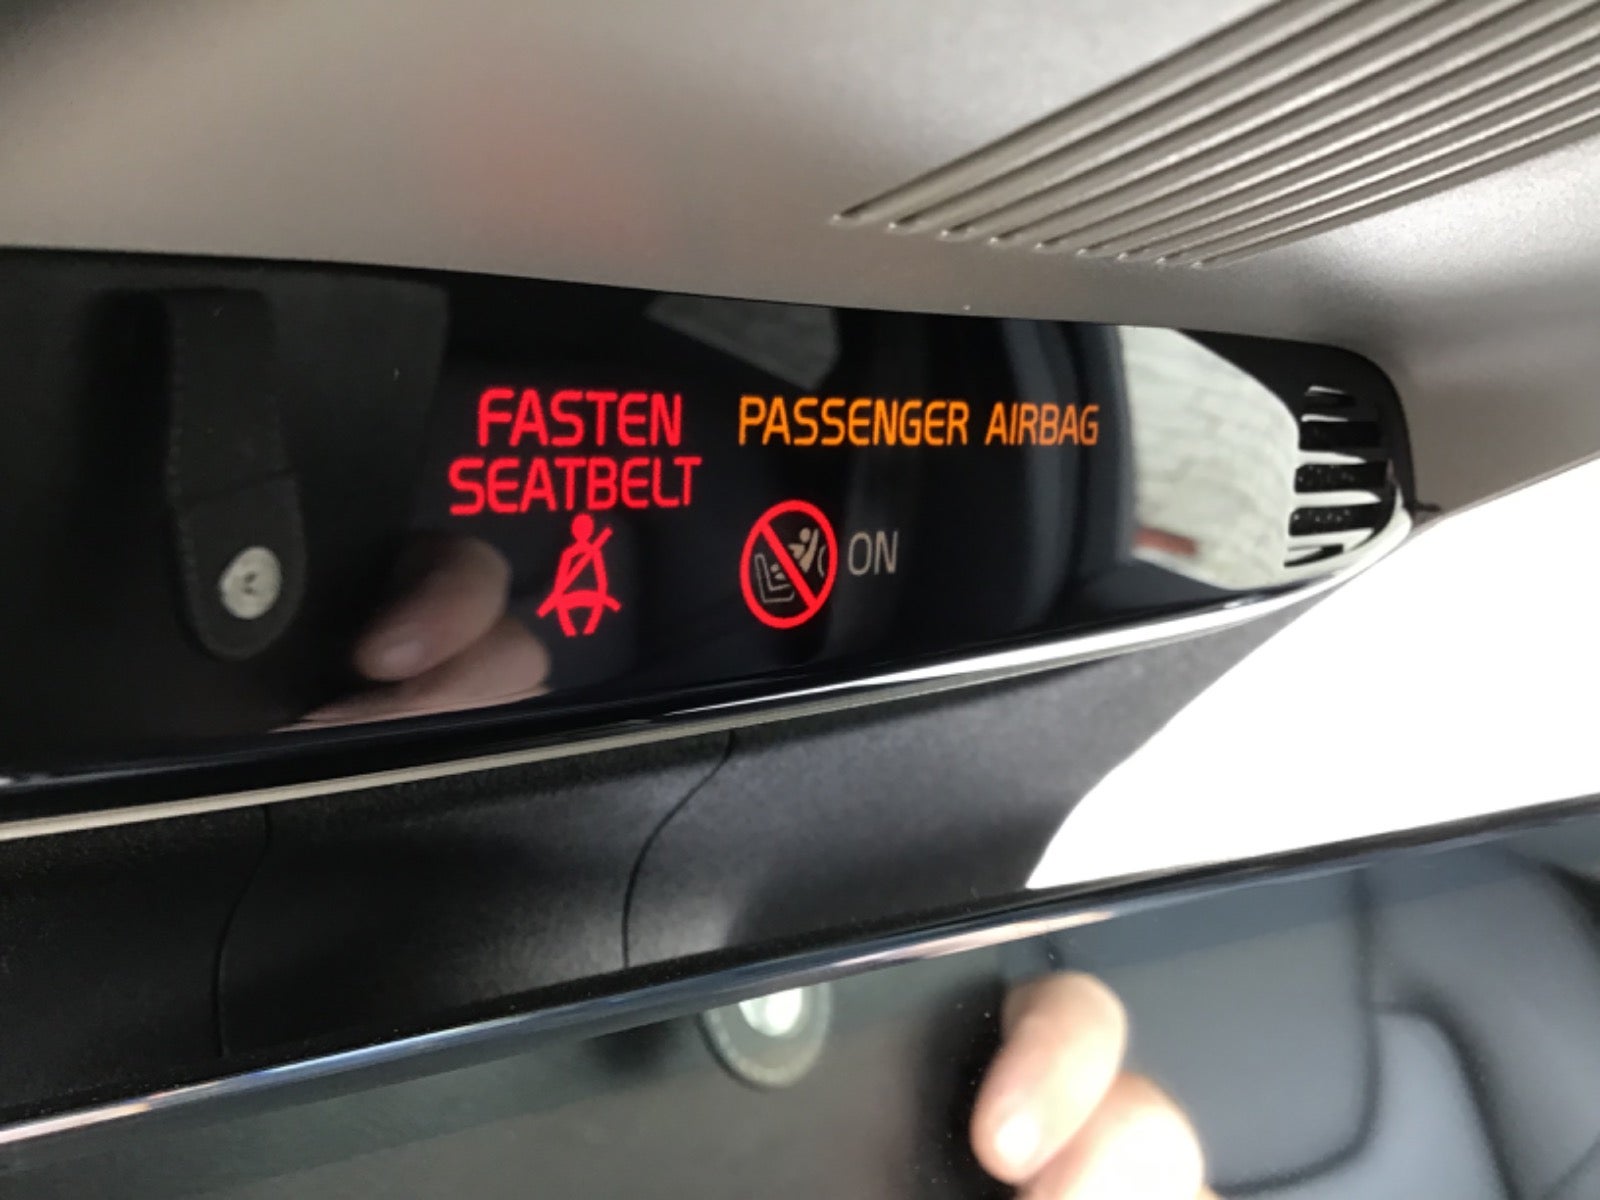 FASTEN
SEATBELT
PASSENGER AIRBAG
ON